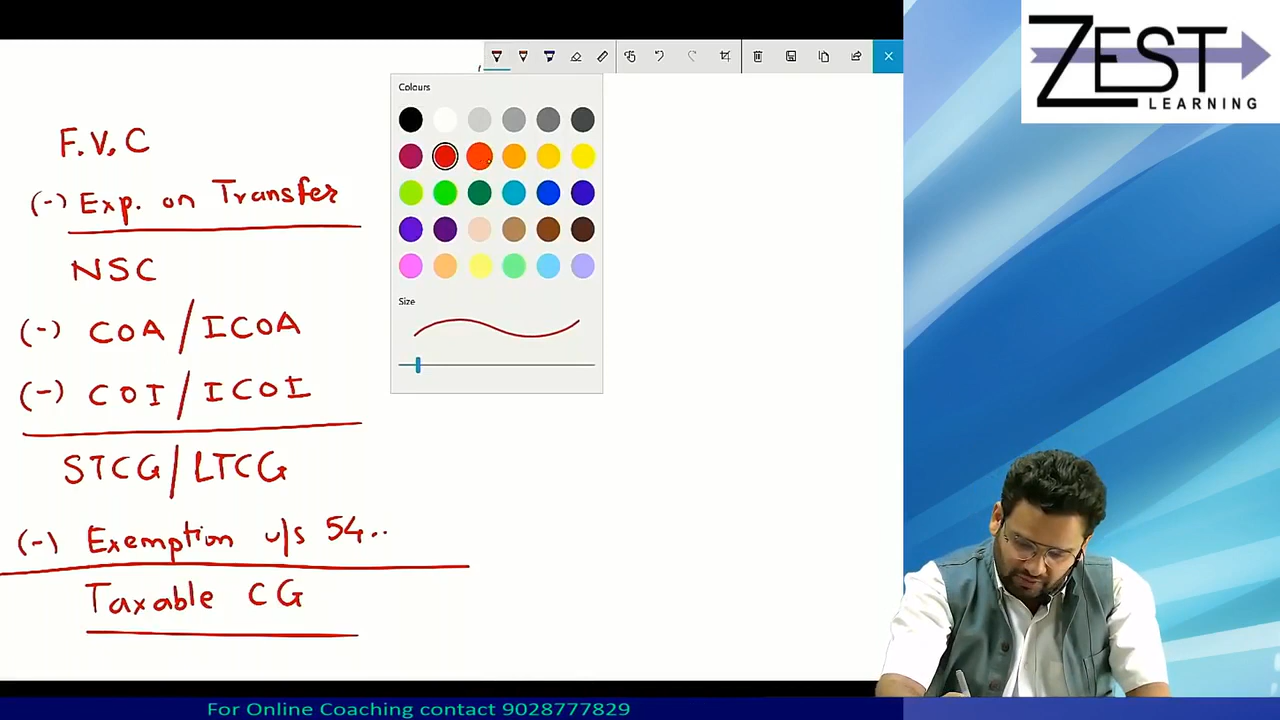 ZEST
LEARNING
Colours
F.V.C
(-) Exp. on Transfer
NSC
Size
(-) COA / ICOA
(-) COI / ICOI
STCG / LTCG
(-) Exemption u/s 54..
Taxable CG
For Online Coaching contact 9028777829